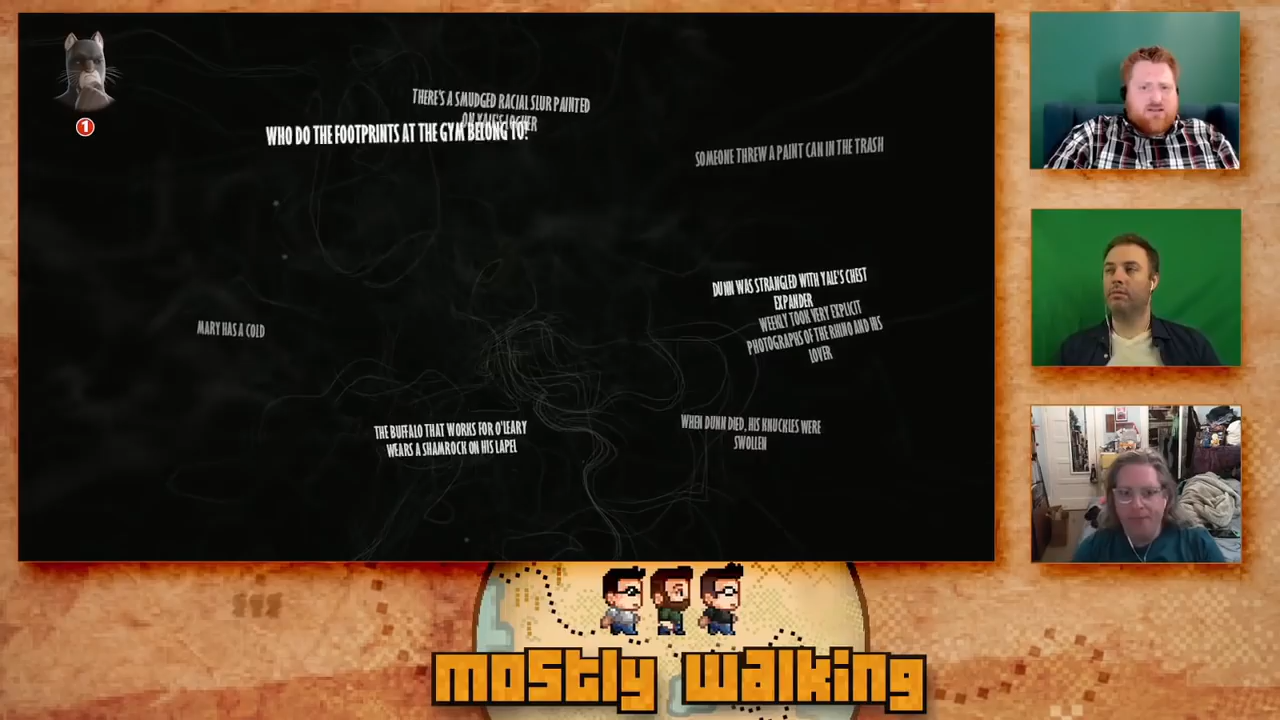 THERE'S A SMUDGED RACIAL SLUR PAINTED
ON YALE'S LOCKER
WHO DO THE FOOTPRINTS AT THE GYM BELONG TO?
SOMEONE THREW A PAINT CAN IN THE TRASH
1
DUNN WAS STRANGLED WITH YALE'S CHEST
EXPANDER
WEEKLY TOOK VERY EXPLICIT
PHOTOGRAPHS OF THE RHINO AND HIS
LOVER
MARY HAS A COLD
THE BUFFALO THAT WORKS FOR O'LEARY
WEARS A SHAMROCK ON HIS LAPEL
WHEN DUNN DIED, HIS KNUCKLES WERE
SWOLLEN
mostly walking